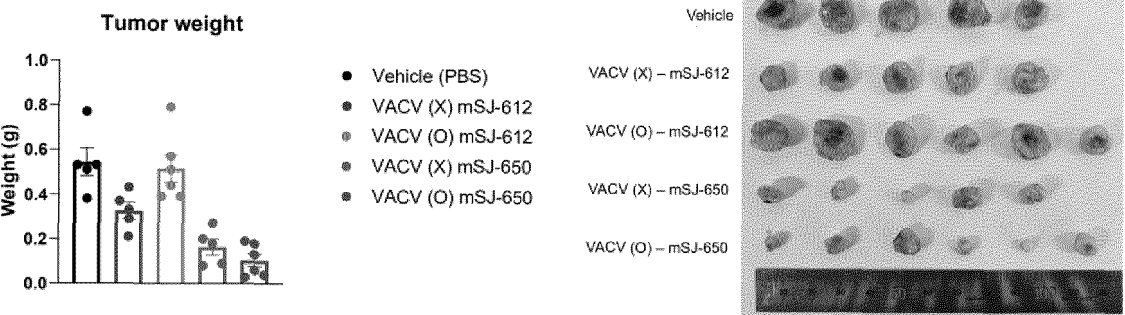 Tumor weight
Weight (g)
1.0
0.8
0.6
0.4
0.2
0.0
Vehicle (PBS)
VACV (X) mSJ-612
VACV (O) mSJ-612
VACV (X) mSJ-650
VACV (O) mSJ-650
Vehicle
VACV (X) – mSJ-612
VACV (O) – mSJ-612
VACV (X) – mSJ-650
VACV (O) – mSJ-650